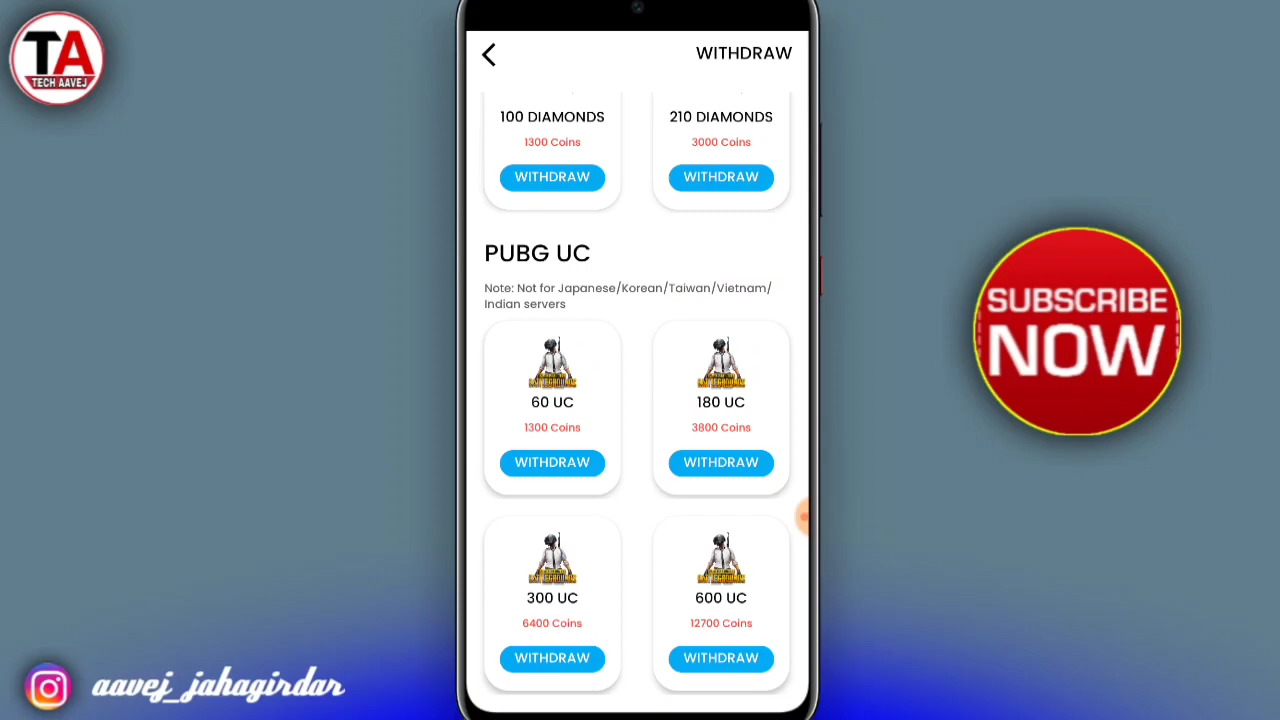 TA
TECH AAVEJ
WITHDRAW
100 DIAMONDS
1300 Coins
WITHDRAW
210 DIAMONDS
3000 Coins
WITHDRAW
PUBG UC
Note: Not for Japanese/Korean/Taiwan/Vietnam/
Indian servers
60 UC
1300 Coins
WITHDRAW
180 UC
3800 Coins
WITHDRAW
300 UC
6400 Coins
WITHDRAW
600 UC
12700 Coins
WITHDRAW
SUBSCRIBE
NOW
aavej_jahagirdar